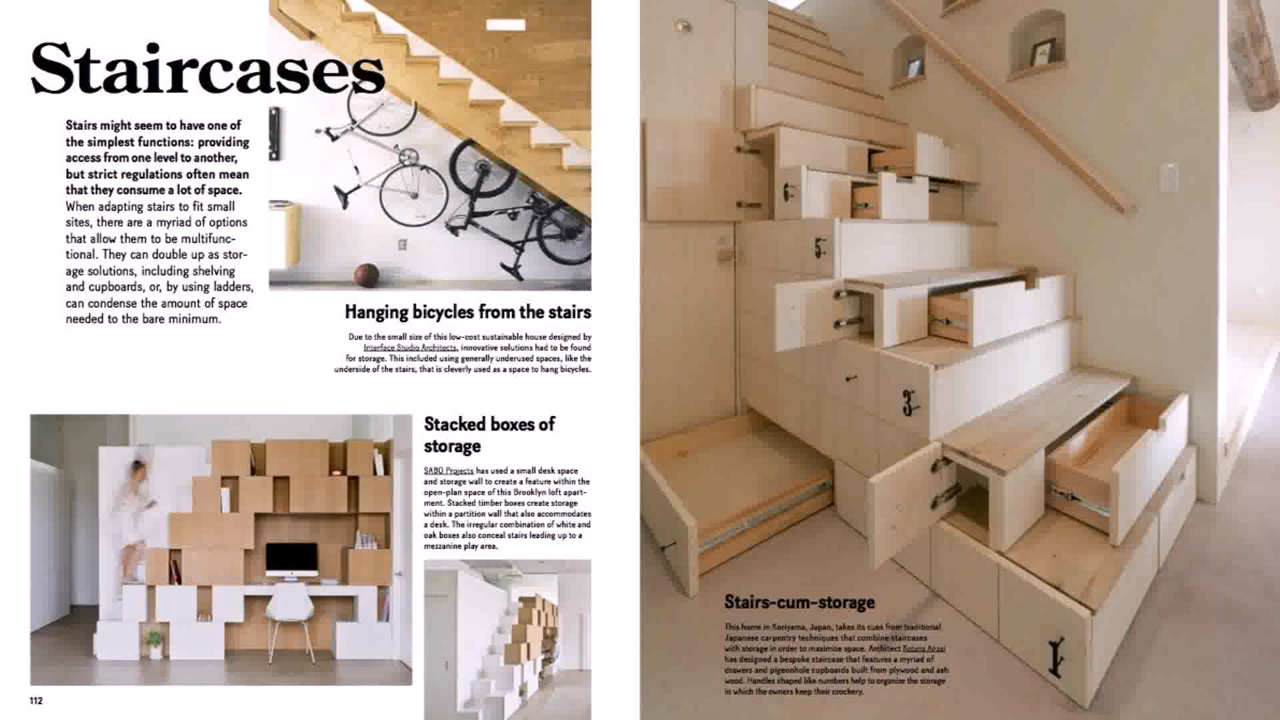 Staircases
Stairs might seem to have one of
the simplest functions: providing
access from one level to another,
but strict regulations often mean
that they consume a lot of space.
When adapting stairs to fit small
sites, there are a myriad of options
that allow them to be multifunc-
tional. They can double up as stor-
age solutions, including shelving
and cupboards, or, by using ladders,
can condense the amount of space
needed to the bare minimum.
Hanging bicycles from the stairs
Due to the small size of this low-cost sustainable house designed by
Interface Studio Architects, innovative solutions had to be found
for storage. This included using generally underused spaces, like the
underside of the stairs, that is cleverly used as a space to hang bicycles.
Stacked boxes of
storage
SABO Projects has used a small desk space
and storage wall to create a feature within the
open-plan space of this Brooklyn loft apart-
ment. Stacked timber boxes create storage
within a partition wall that also accommodates
a desk. The irregular combination of white and
oak boxes also conceal stairs leading up to a
mezzanine play area.
112
6
5
3
1
Stairs-cum-storage
This home in Koriyama, Japan, takes its cues from traditional
Japanese carpentry techniques that combine staircases
with storage in order to maximize space. Architect Kotaro Anzai
has designed a bespoke staircase that features a myriad of
drawers and pigeonhole cupboards built from plywood and ash
wood. Handles shaped like numbers help to organize the storage
in which the owners keep their crockery.